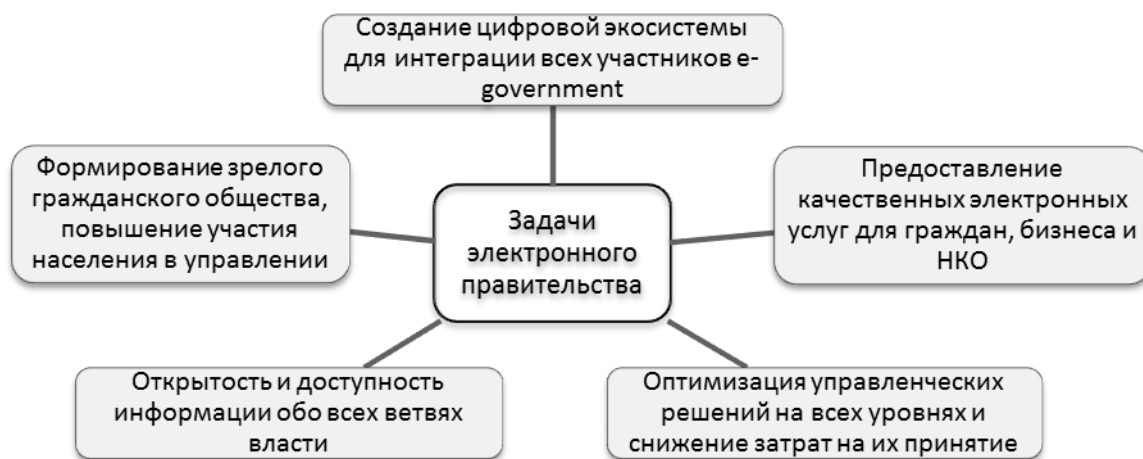 Создание цифровой экосистемы
для интеграции всех участников e-
government
Формирование зрелого
гражданского общества,
повышение участия
населения в управлении
Задачи
электронного
правительства
Предоставление
качественных электронных
услуг для граждан, бизнеса и
НКО
Открытость и доступность
информации обо всех ветвях
власти
Оптимизация управленческих
решений на всех уровнях и
снижение затрат на их принятие